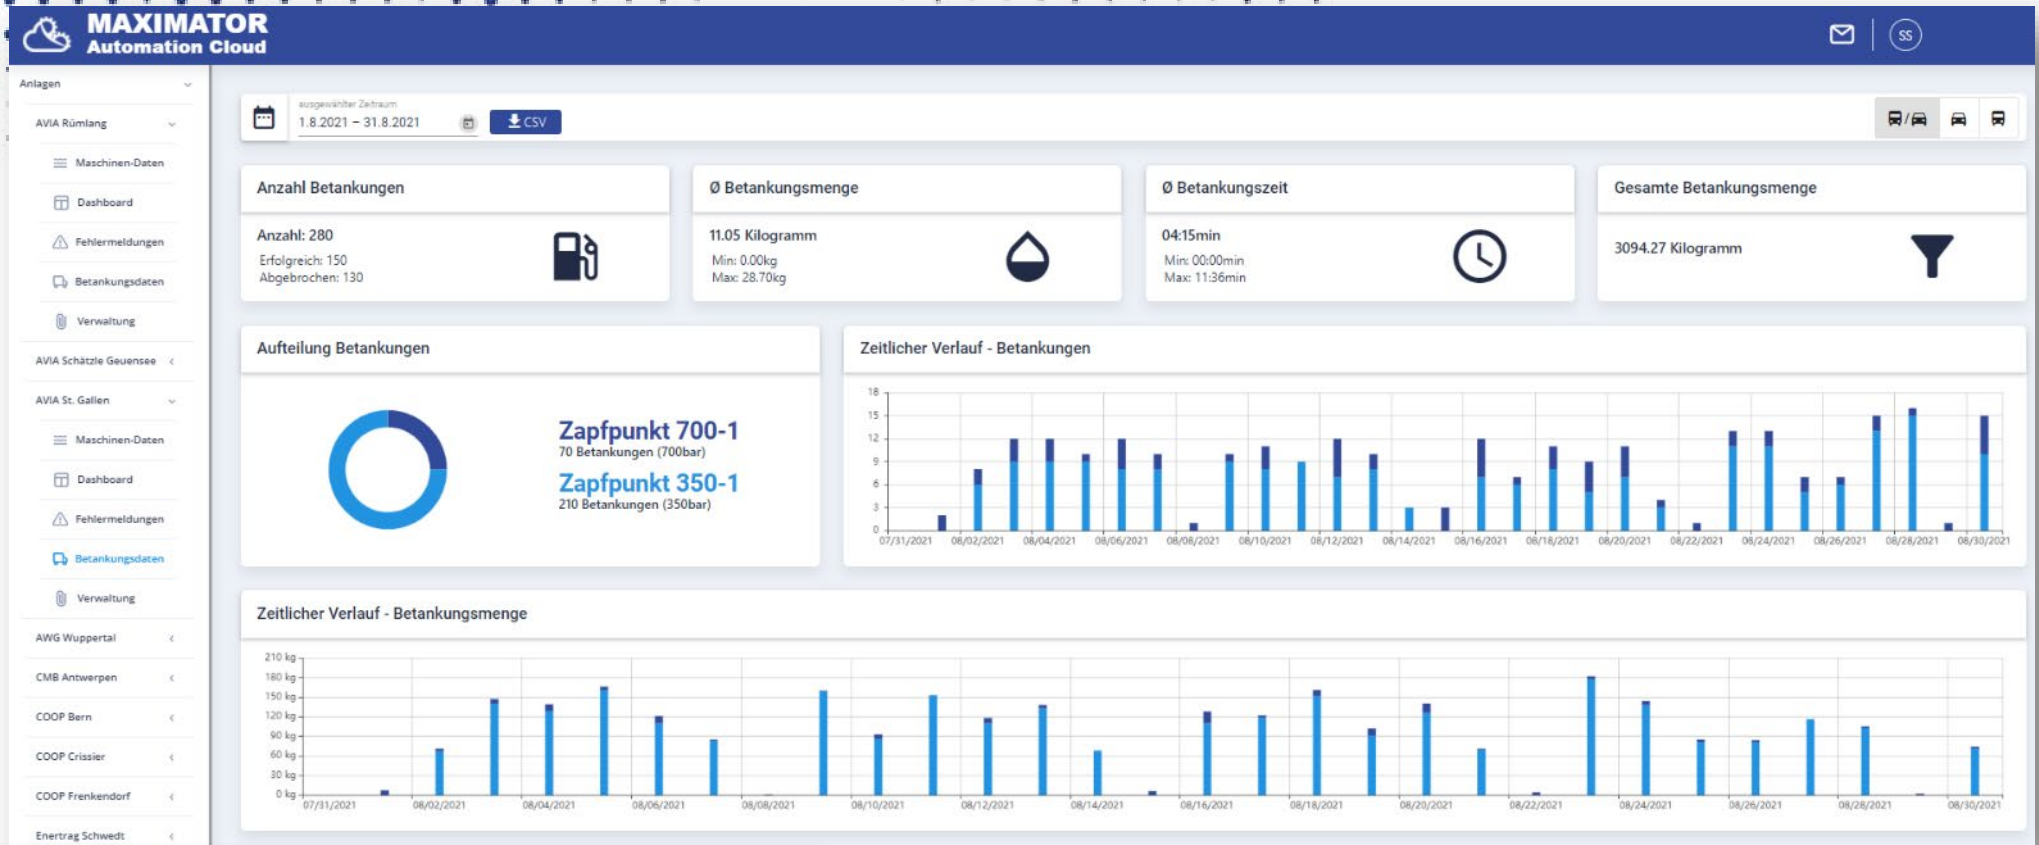 MAXIMATOR
Automation Cloud
SS
Anlagen
AVIA Rümlang
Maschinen-Daten
Dashboard
Fehlermeldungen
Betankungsdaten
Verwaltung
AVIA Schätzle Geuensee
AVIA St. Gallen
Maschinen-Daten
Dashboard
Fehlermeldungen
Betankungsdaten
Verwaltung
AWG Wuppertal
CMB Antwerpen
COOP Bern
COOP Crissier
COOP Frenkendorf
Enertrag Schwedt
ausgewählter Zeitraum
1.8.2021 – 31.8.2021
CSV
/
Anzahl Betankungen
Anzahl: 280
Erfolgreich: 150
Abgebrochen: 130
Ø Betankungsmenge
11.05 Kilogramm
Min: 0.00kg
Max: 28.70kg
Ø Betankungszeit
04:15min
Min: 00:00min
Max: 11:36min
Gesamte Betankungsmenge
3094.27 Kilogramm
Aufteilung Betankungen
Zapfpunkt 700-1
70 Betankungen (700bar)
Zapfpunkt 350-1
210 Betankungen (350bar)
Zeitlicher Verlauf - Betankungen
18
15
12
9
6
3
0
07/31/2021 08/02/2021 08/04/2021 08/06/2021 08/08/2021 08/10/2021 08/12/2021 08/14/2021 08/16/2021 08/18/2021 08/20/2021 08/22/2021 08/24/2021 08/26/2021 08/28/2021 08/30/2021
Zeitlicher Verlauf - Betankungsmenge
210 kg
180 kg
150 kg
120 kg
90 kg
60 kg
30 kg
0 kg
07/31/2021 08/02/2021 08/04/2021 08/06/2021 08/08/2021 08/10/2021 08/12/2021 08/14/2021 08/16/2021 08/18/2021 08/20/2021 08/22/2021 08/24/2021 08/26/2021 08/28/2021 08/30/2021